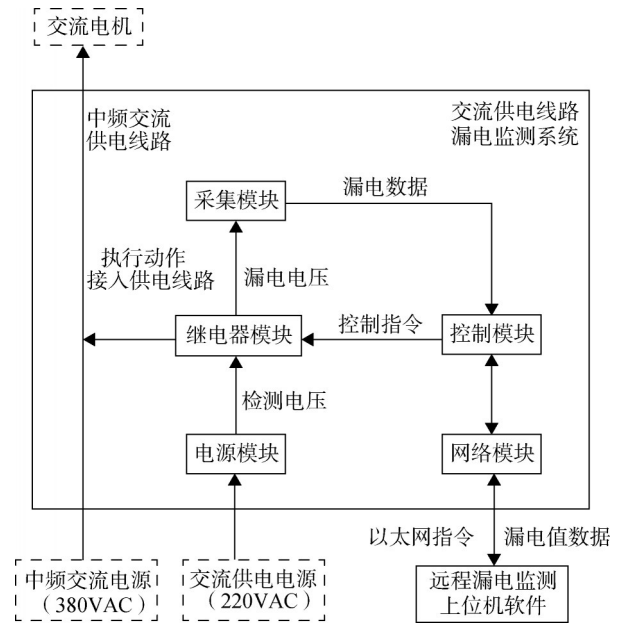 交流电机
中频交流
供电线路
交流供电线路
漏电监测系统
采集模块
漏电数据
执行动作
接入供电线路
漏电电压
继电器模块
控制指令
控制模块
检测电压
电源模块
网络模块
以太网指令
漏电值数据
中频交流电源
（380VAC）
交流供电电源
（220VAC）
远程漏电监测
上位机软件